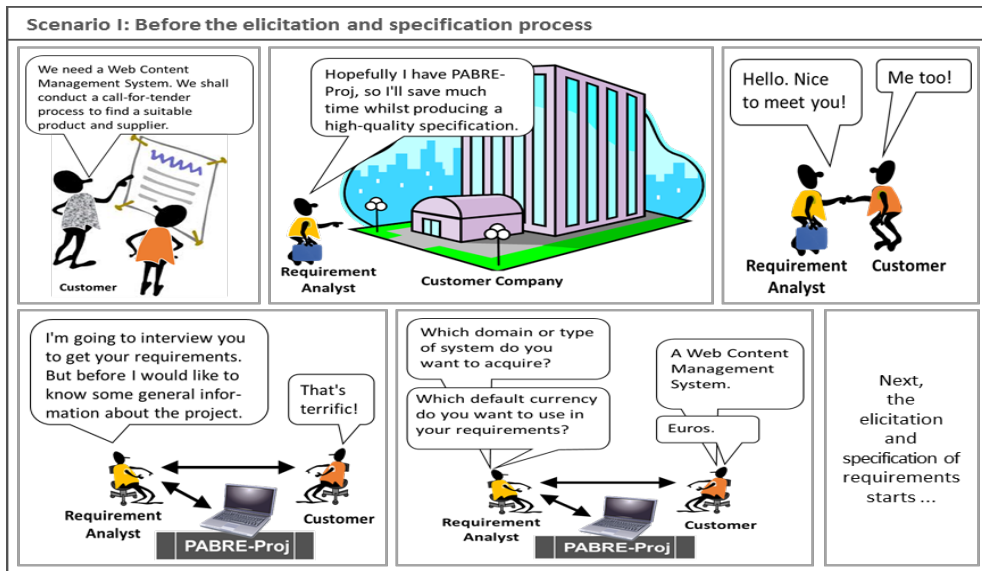 Scenario I: Before the elicitation and specification process
We need a Web Content
Management System. We shall
conduct a call-for-tender
process to find a suitable
product and supplier.
Customer
Hopefully I have PABRE-
Proj, so I'll save much
time whilst producing a
high-quality specification.
Requirement
Analyst
Customer Company
Hello. Nice
to meet you!
Me too!
Requirement
Analyst
Customer
I'm going to interview you
to get your requirements.
But before I would like to
know some general infor-
mation about the project.
That's
terrific!
Requirement
Analyst
Customer
PABRE-Proj
Which domain or type
of system do you
want to acquire?
Which default currency
do you want to use in
your requirements?
A Web Content
Management
System.
Euros.
Requirement
Analyst
Customer
PABRE-Proj
Next,
the
elicitation
and
specification of
requirements
starts ...